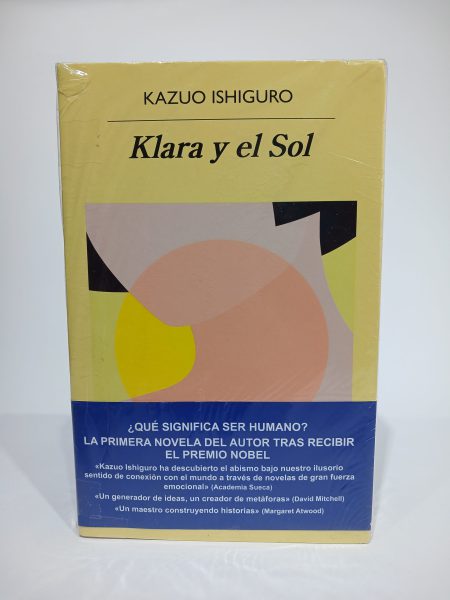 KAZUO ISHIGURO
Klara y el Sol
¿QUÉ SIGNIFICA SER HUMANO?
LA PRIMERA NOVELA DEL AUTOR TRAS RECIBIR
EL PREMIO NOBEL
«Kazuo Ishiguro ha descubierto el abismo bajo nuestro ilusorio
sentido de conexión con el mundo a través de novelas de gran fuerza
emocional» (Academia Sueca)
«Un generador de ideas, un creador de metáforas» (David Mitchell)
«Un maestro construyendo historias» (Margaret Atwood)